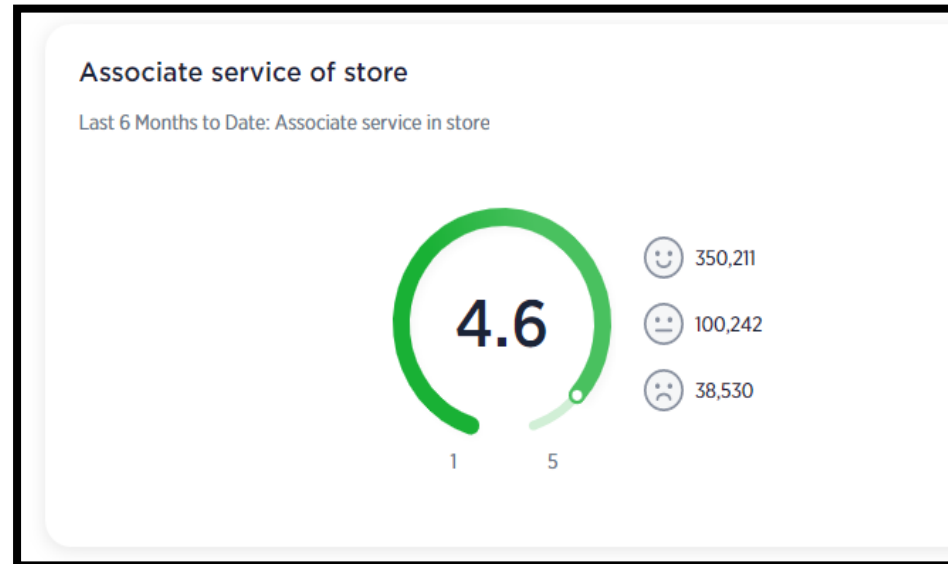 Associate service of store
Last 6 Months to Date: Associate service in store
350,211
4.6
100,242
38,530
1 5